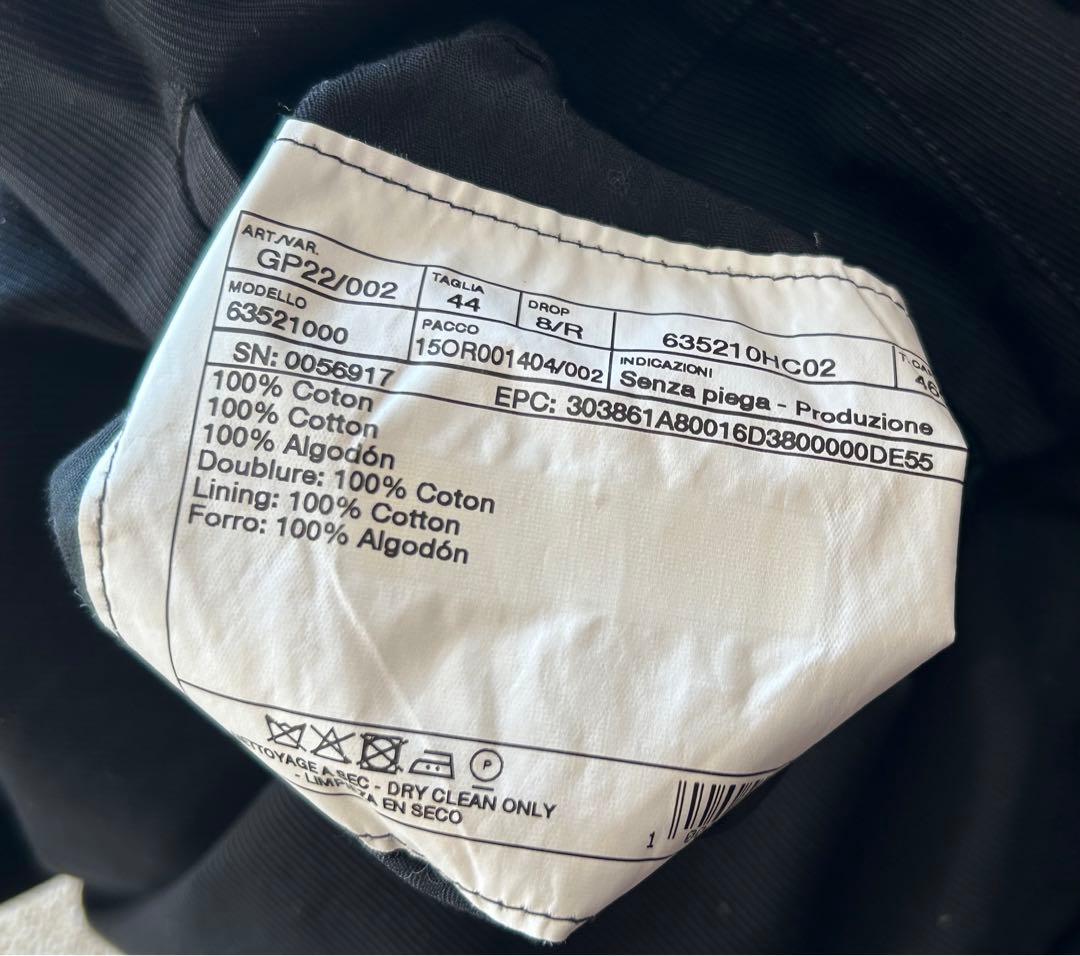 ART./VAR.
GP22/002
TAGLIA
44
DROP
8/R
635210HC02
46
MODELLO
63521000
PACCO
15OR001404/002
INDICAZIONI
Senza piega - Produzione
SN: 0056917
EPC: 303861A80016D3800000DE55
100% Coton
100% Cotton
100% Algodón
Doublure: 100% Coton
Lining: 100% Cotton
Forro: 100% Algodón
P
A SEC - DRY CLEAN ONLY
- EN SECO
1